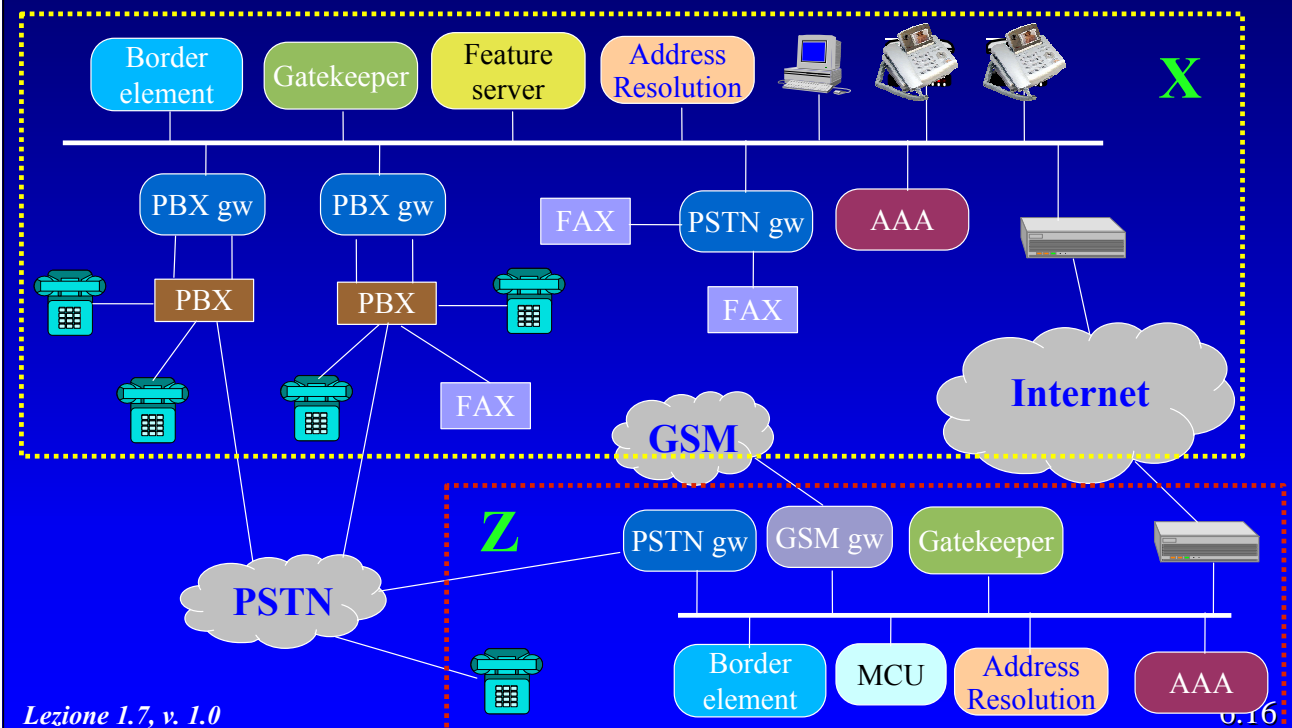 Border
element
Gatekeeper
Feature
server
Address
Resolution
X
PBX gw
PBX gw
FAX
PSTN gw
AAA
PBX
PBX
FAX
FAX
Internet
GSM
Z
PSTN gw
GSM gw
Gatekeeper
PSTN
Border
element
MCU
Address
Resolution
AAA
Lezione 1.7, v. 1.0
6.16